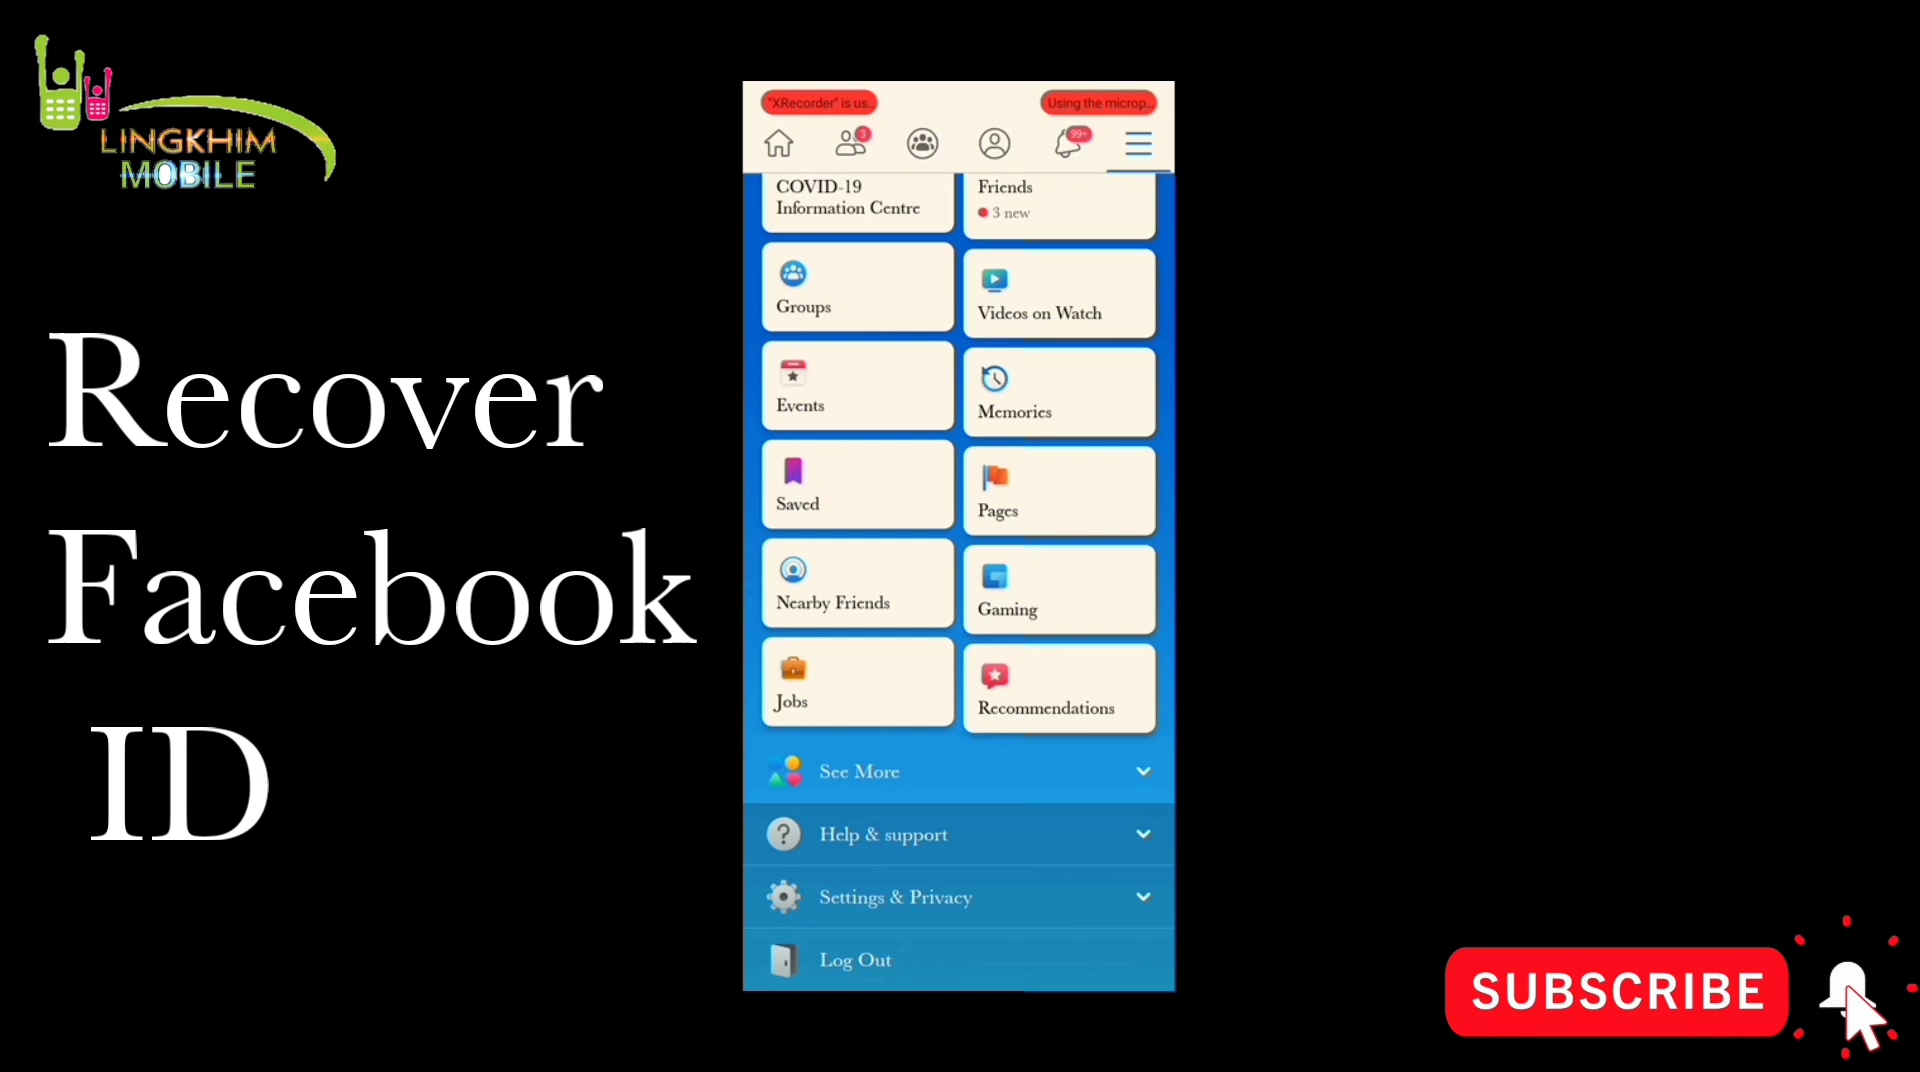 LINGKHIM
MOBILE
Recover
Facebook
ID
"XRecorder" is us...
Using the microp...
3
99+
COVID-19
Information Centre
Friends
3 new
Groups
Videos on Watch
Events
Memories
Saved
Pages
Nearby Friends
Gaming
Jobs
Recommendations
See More
Help & support
Settings & Privacy
Log Out
SUBSCRIBE